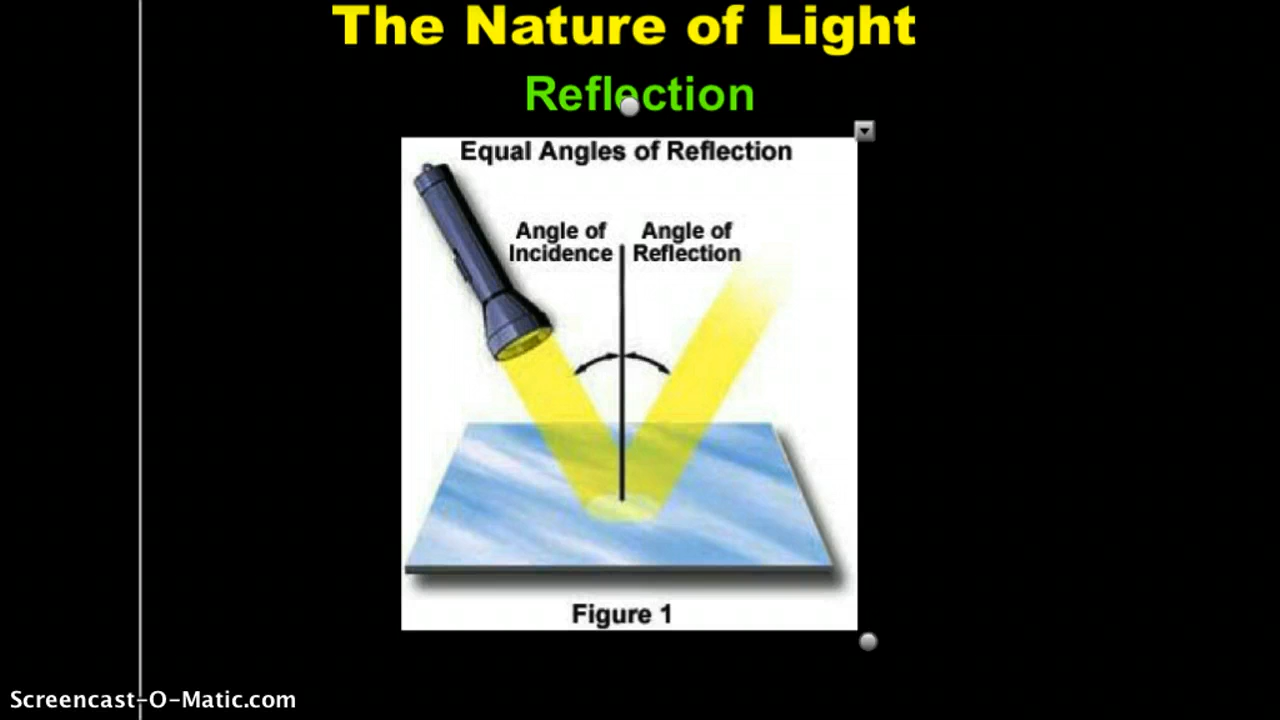 The Nature of Light
Reflection
Equal Angles of Reflection
Angle of
Incidence
Angle of
Reflection
Figure 1
Screencast-O-Matic.com